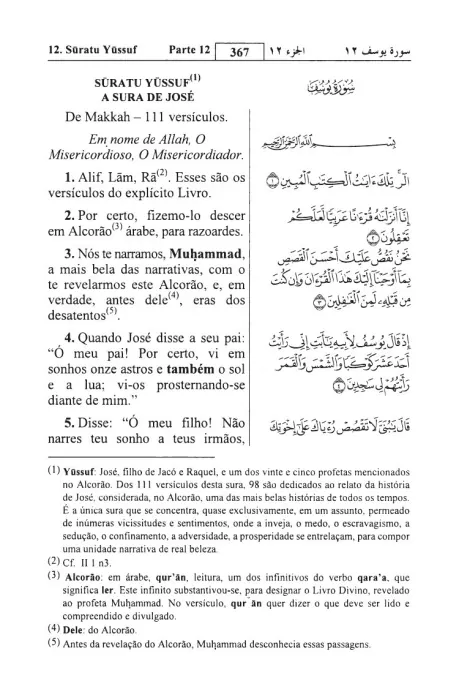 12. Sūratu Yūssuf Parte 12 367 الجزء ١٢ سورة يوسف ١٢
SŪRATU YŪSSUF(1)
A SURA DE JOSÉ
De Makkah – 111 versículos.
Em nome de Allah, O
Misericordioso, O Misericordiador.
1. Alif, Lām, Rā(2). Esses são os
versículos do explícito Livro.
2. Por certo, fizemo-lo descer
em Alcorão(3) árabe, para razoardes.
3. Nós te narramos, Muḥammad,
a mais bela das narrativas, com o
te revelarmos este Alcorão, e, em
verdade, antes dele(4), eras dos
desatentos(5).
4. Quando José disse a seu pai:
“Ó meu pai! Por certo, vi em
sonhos onze astros e também o sol
e a lua; vi-os prosternando-se
diante de mim.”
5. Disse: “Ó meu filho! Não
narres teu sonho a teus irmãos,
سُورَةُ يُوسُفَ
بِسْمِ اللَّهِ الرَّحْمَٰنِ الرَّحِيمِ
الٓر ۚ تِلْكَ ءَايَٰتُ ٱلْكِتَٰبِ ٱلْمُبِينِ ١
إِنَّآ أَنزَلْنَٰهُ قُرْءَٰنًا عَرَبِيًّا لَّعَلَّكُمْ
تَعْقِلُونَ ٢
نَحْنُ نَقُصُّ عَلَيْكَ أَحْسَنَ ٱلْقَصَصِ
بِمَآ أَوْحَيْنَآ إِلَيْكَ هَٰذَا ٱلْقُرْءَانَ وَإِن كُنتَ
مِن قَبْلِهِۦ لَمِنَ ٱلْغَٰفِلِينَ ٣
إِذْ قَالَ يُوسُفُ لِأَبِيهِ يَٰٓأَبَتِ إِنِّى رَأَيْتُ
أَحَدَ عَشَرَ كَوْكَبًا وَٱلشَّمْسَ وَٱلْقَمَرَ
رَأَيْتُهُمْ لِى سَٰجِدِينَ ٤
قَالَ يَٰبُنَىَّ لَا تَقْصُصْ رُءْيَاكَ عَلَىٰٓ إِخْوَتِكَ
(1) Yūssuf: José, filho de Jacó e Raquel, e um dos vinte e cinco profetas mencionados
no Alcorão. Dos 111 versículos desta sura, 98 são dedicados ao relato da história
de José, considerada, no Alcorão, uma das mais belas histórias de todos os tempos.
É a única sura que se concentra, quase exclusivamente, em um assunto, permeado
de inúmeras vicissitudes e sentimentos, onde a inveja, o medo, o escravagismo, a
sedução, o confinamento, a adversidade, a prosperidade se entrelaçam, para compor
uma unidade narrativa de real beleza.
(2) Cf. II 1 n3.
(3) Alcorão: em árabe, qur'ān, leitura, um dos infinitivos do verbo qara'a, que
significa ler. Este infinito substantivou-se, para designar o Livro Divino, revelado
ao profeta Muḥammad. No versículo, qur ān quer dizer o que deve ser lido e
compreendido e divulgado.
(4) Dele: do Alcorão.
(5) Antes da revelação do Alcorão, Muḥammad desconhecia essas passagens.